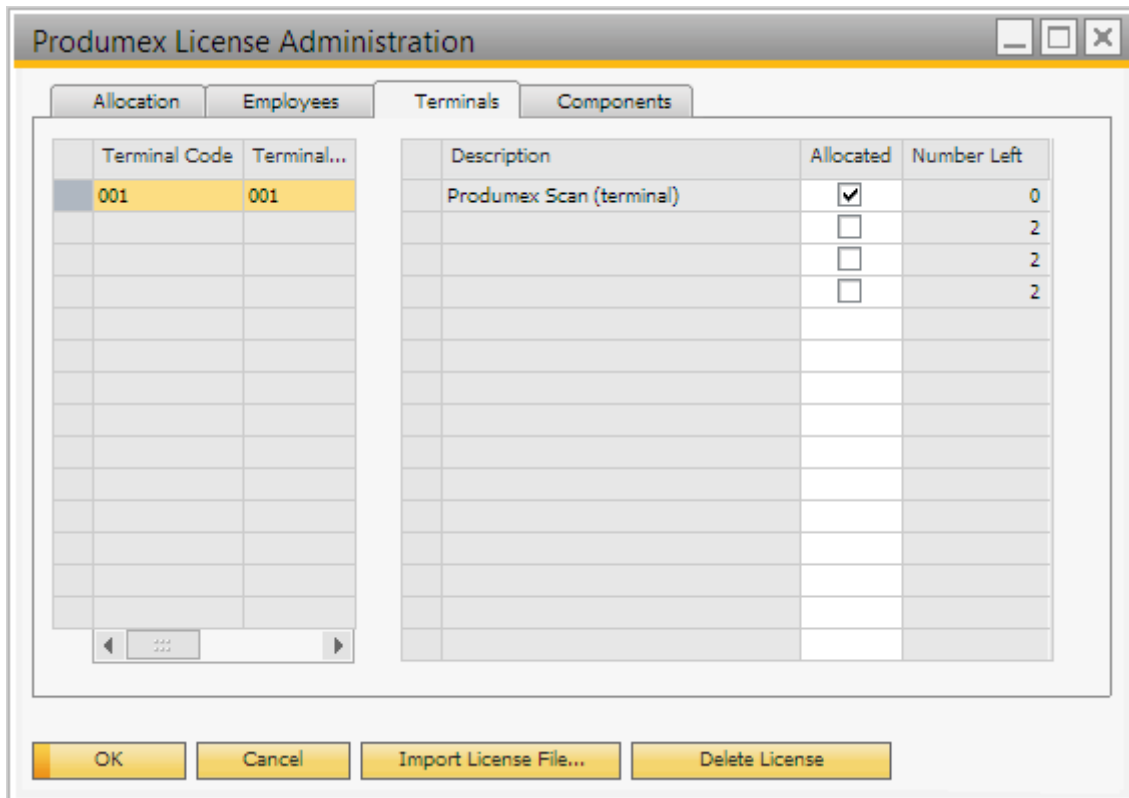 Produmex License Administration
Allocation Employees Terminals Components
Terminal Code Terminal... Description Allocated Number Left
001 001 Produmex Scan (terminal) 0
2
2
2
OK Cancel Import License File... Delete License